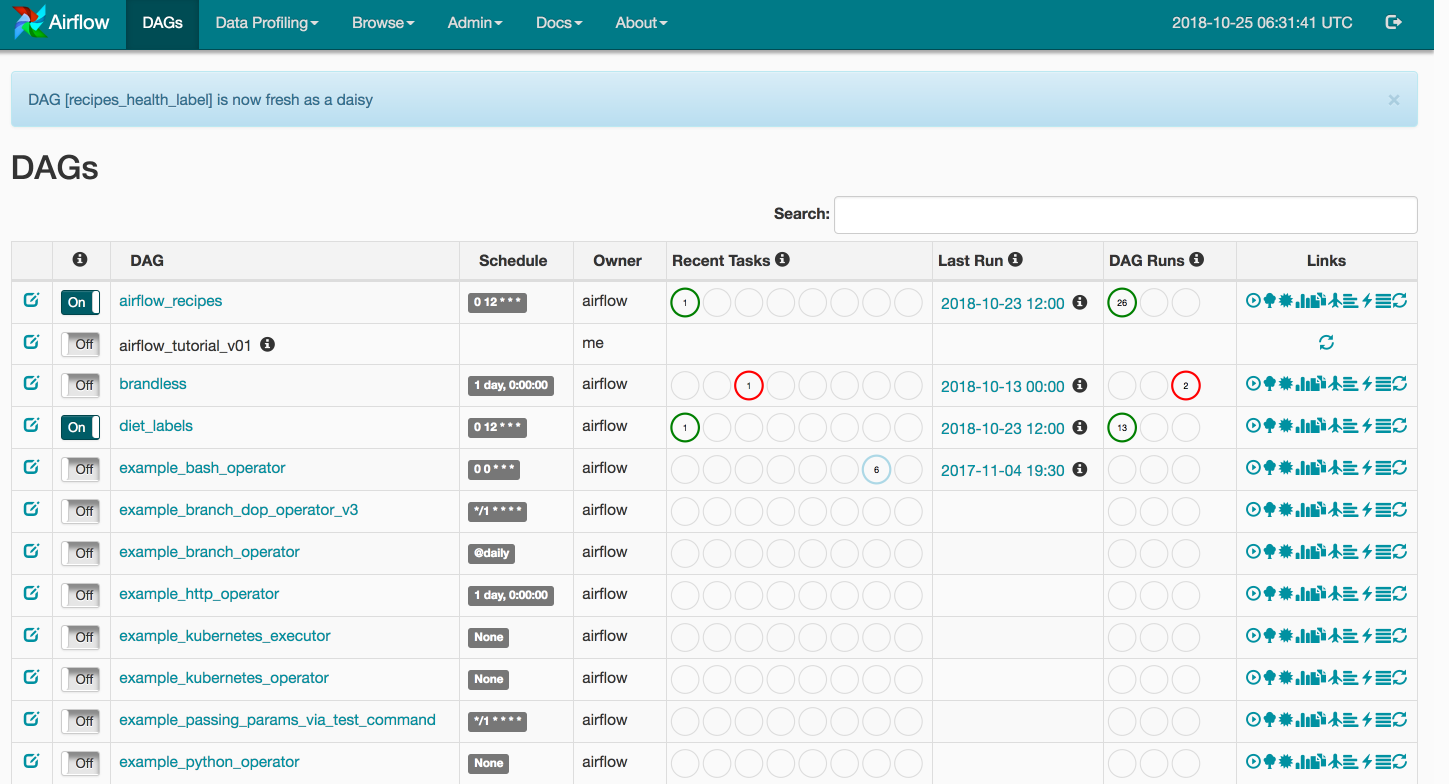 Airflow DAGs Data Profiling Browse Admin Docs About 2018-10-25 06:31:41 UTC
DAG [recipes_health_label] is now fresh as a daisy ×
DAGs
Search:
DAG Schedule Owner Recent Tasks Last Run DAG Runs Links
On airflow_recipes 0 12 * * * airflow 1 2018-10-23 12:00 26
Off airflow_tutorial_v01 me
Off brandless 1 day, 0:00:00 airflow 1 2018-10-13 00:00 2
On diet_labels 0 12 * * * airflow 1 2018-10-23 12:00 13
Off example_bash_operator 0 0 * * * airflow 6 2017-11-04 19:30
Off example_branch_dop_operator_v3 */1 * * * * airflow
Off example_branch_operator @daily airflow
Off example_http_operator 1 day, 0:00:00 airflow
Off example_kubernetes_executor None airflow
Off example_kubernetes_operator None airflow
Off example_passing_params_via_test_command */1 * * * * airflow
Off example_python_operator None airflow